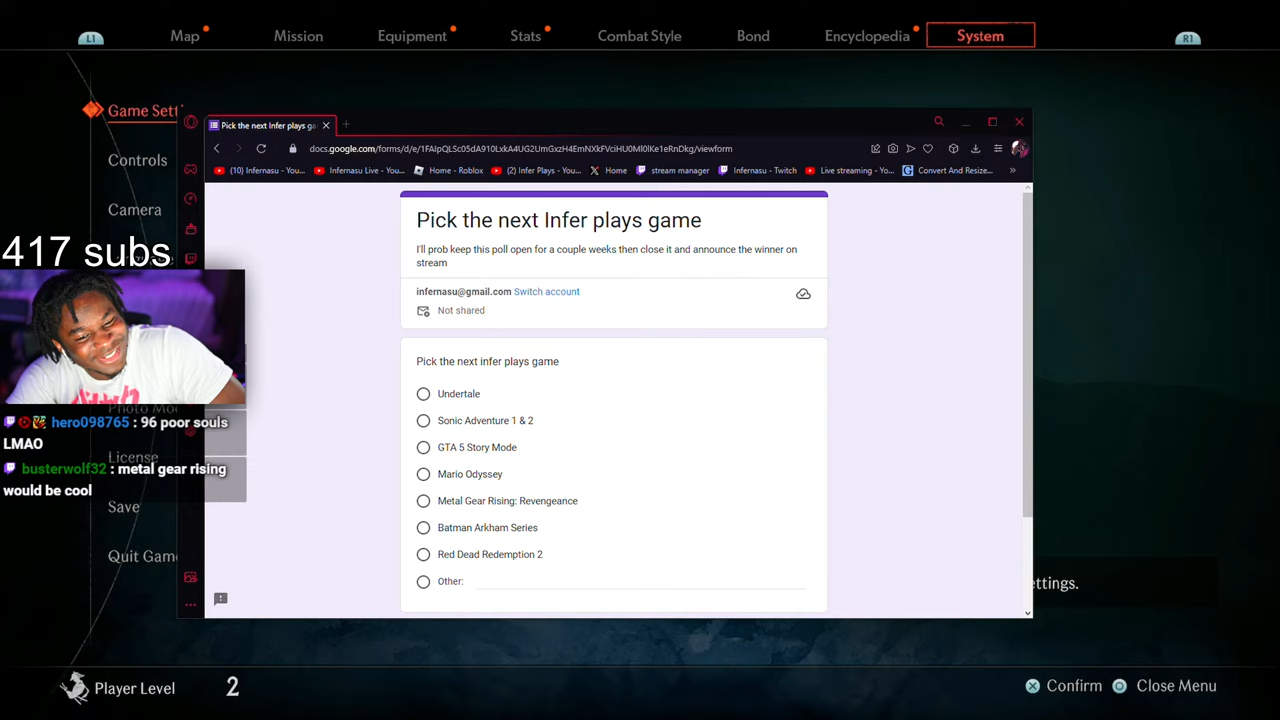 L1
Map
Mission
Equipment
Stats
Combat Style
Bond
Encyclopedia
System
R1
Game Sett
Controls
Camera
Photo Mo
License
Save
Quit Gam
ettings.
Pick the next Infer plays ga
docs.google.com/forms/d/e/1FAIpQLSc05dA910LxkA4UG2UmGxzH4EmNXkFVciHU0Ml0lKe1eRnDkg/viewform
(10) Infernasu - You...
Infernasu Live - You...
Home - Roblox
(2) Infer Plays - You...
Home
stream manager
Infernasu - Twitch
Live streaming - Yo...
Convert And Resize...
Pick the next Infer plays game
I'll prob keep this poll open for a couple weeks then close it and announce the winner on
stream
infernasu@gmail.com Switch account
Not shared
Pick the next infer plays game
Undertale
Sonic Adventure 1 & 2
GTA 5 Story Mode
Mario Odyssey
Metal Gear Rising: Revengeance
Batman Arkham Series
Red Dead Redemption 2
Other:
417 subs
hero098765 : 96 poor souls
LMAO
busterwolf32 : metal gear rising
would be cool
Player Level 2
Confirm
Close Menu